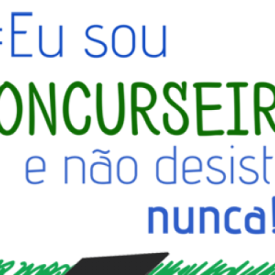 #Eu sou
ONCURSEIR
e não desist
nunca!